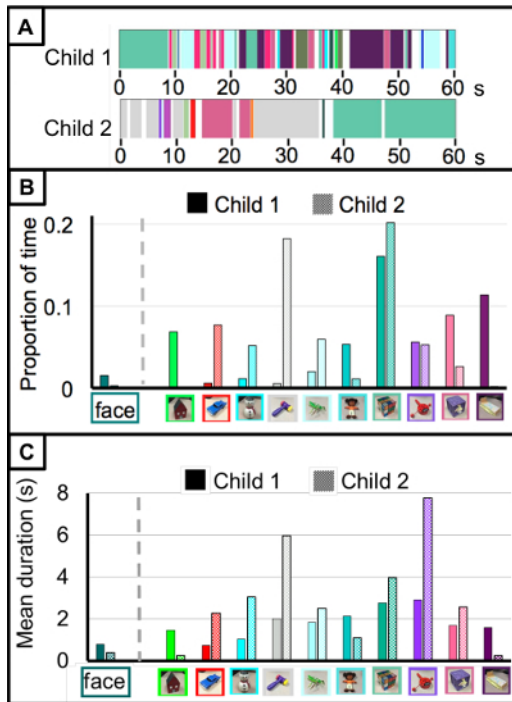 A
Child 1
0 10 20 30 40 50 60 s
Child 2
0 10 20 30 40 50 60 s
B
Child 1 Child 2
Proportion of time
0.2
0.1
0
face
C
Child 1 Child 2
Mean duration (s)
8
6
4
2
0
face